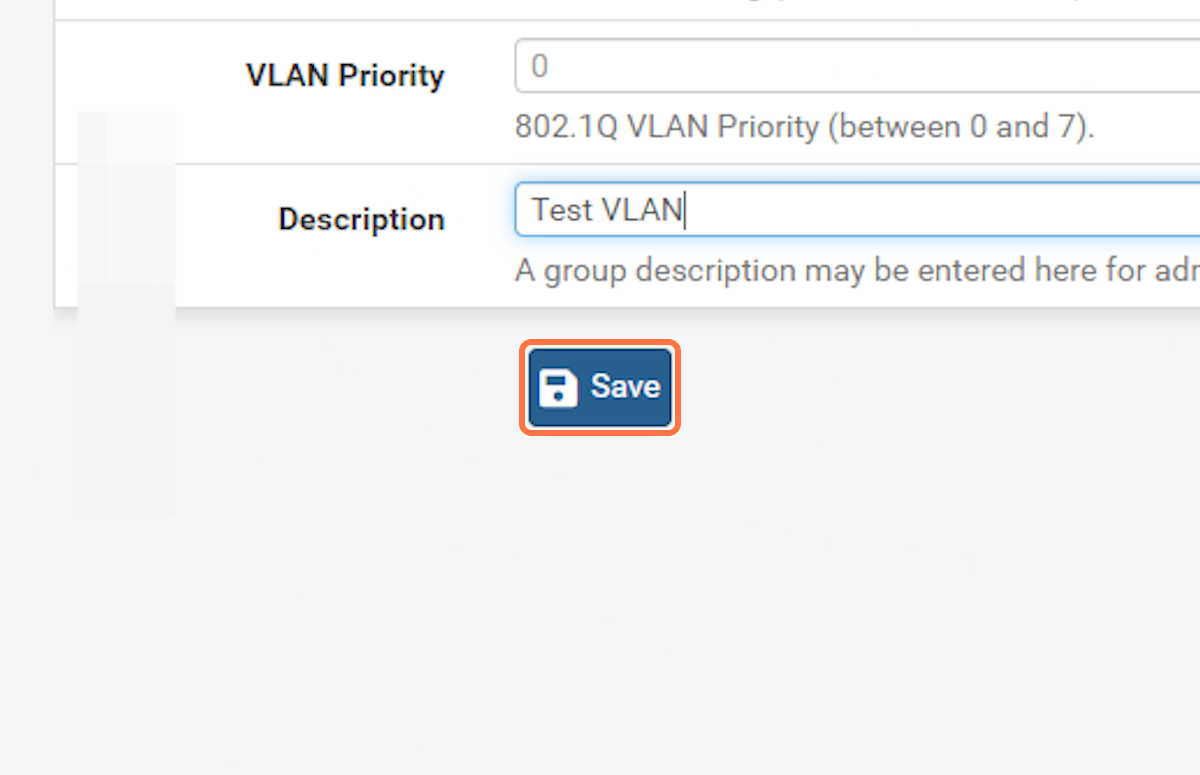 VLAN Priority
0
802.1Q VLAN Priority (between 0 and 7).
Description
Test VLAN
A group description may be entered here for
Save